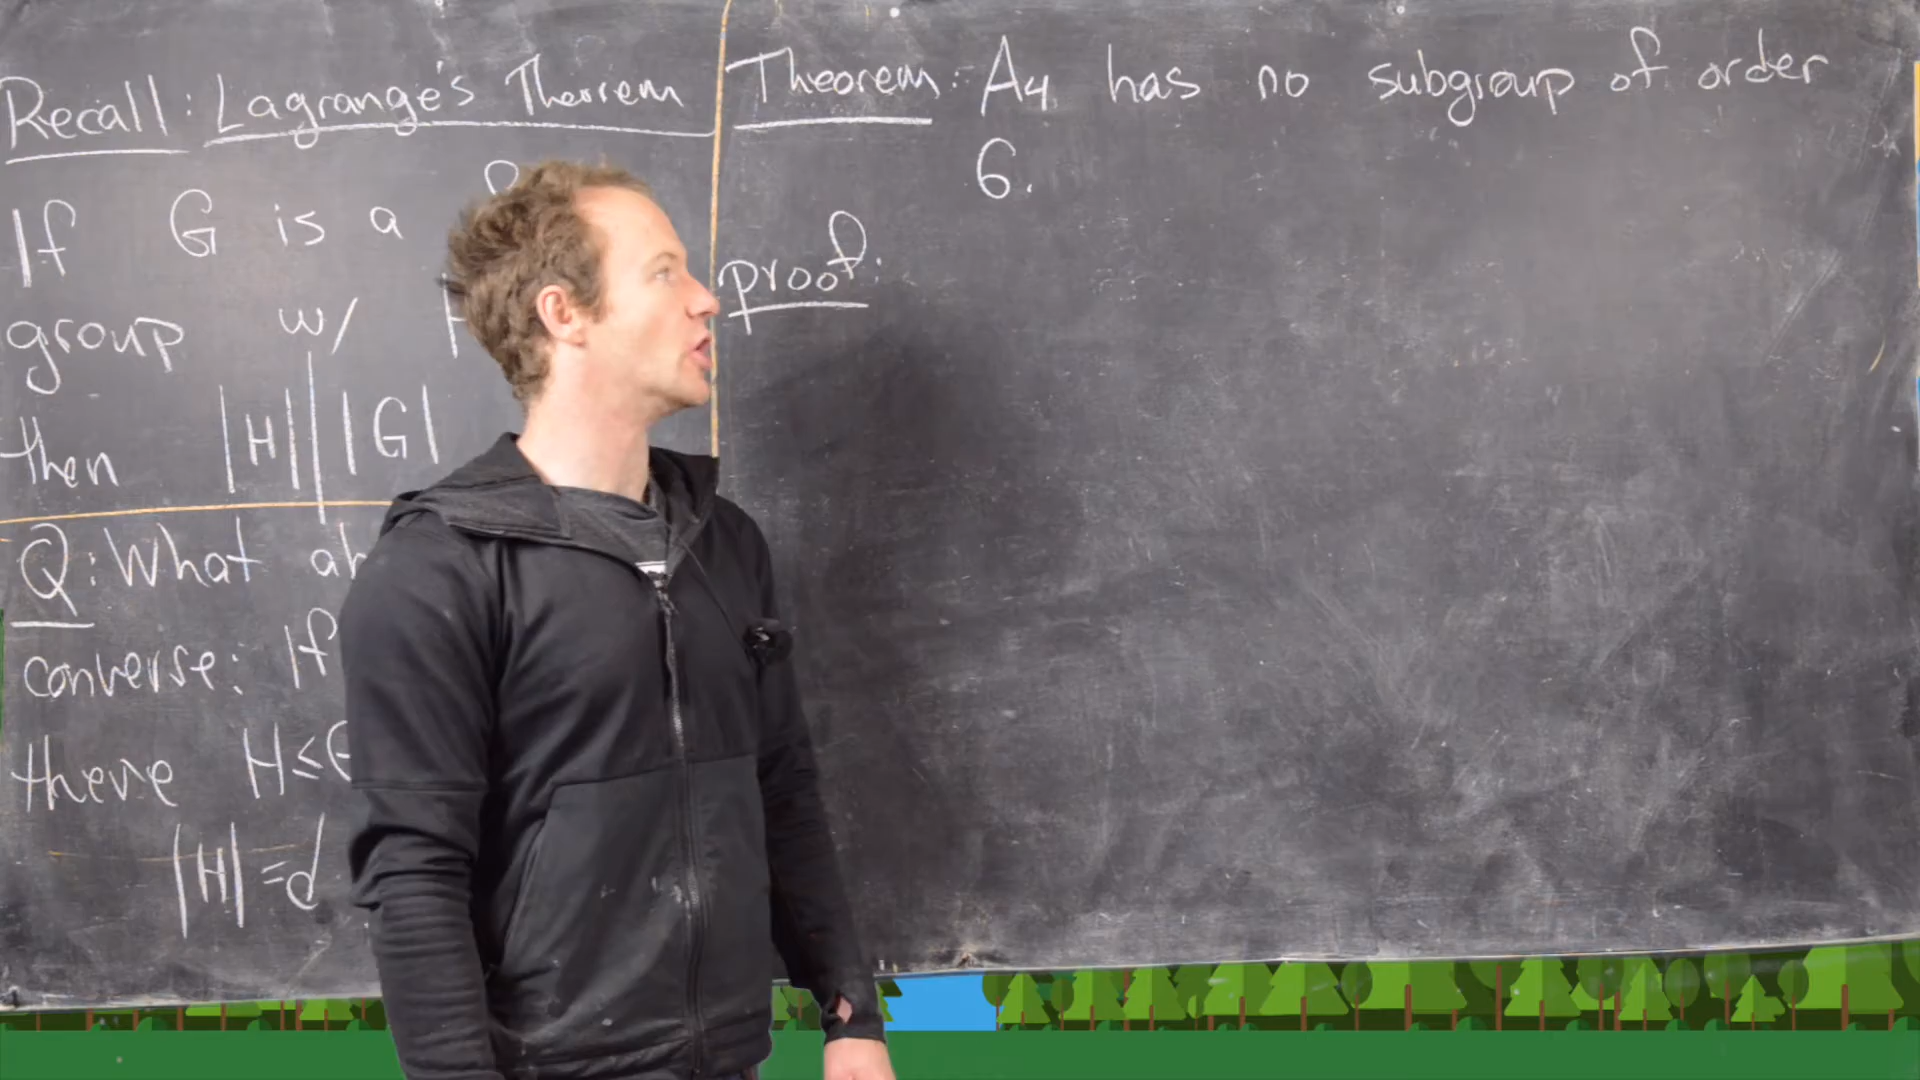 Recall: Lagrange's Theorem
If G is a
group w/
then |H| | |G|
Q: What
converse: If
there H≤
|H|=d
Theorem: A4 has no subgroup of order
6.
proof: